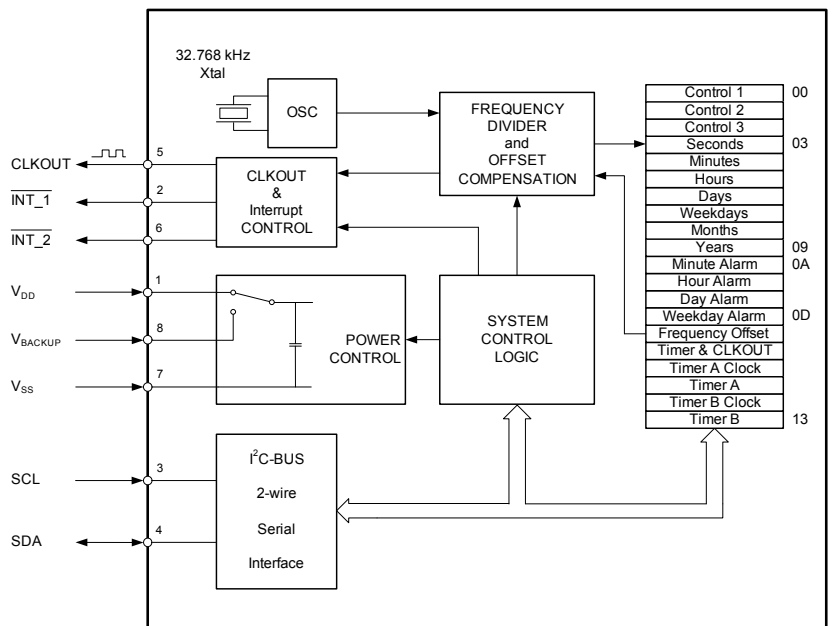 32.768 kHz
Xtal
OSC
FREQUENCY
DIVIDER
and
OFFSET
COMPENSATION
Control 1 00
Control 2
Control 3
Seconds 03
Minutes
Hours
Days
Weekdays
Months
Years 09
Minute Alarm 0A
Hour Alarm
Day Alarm
Weekday Alarm 0D
Frequency Offset
Timer & CLKOUT
Timer A Clock
Timer A
Timer B Clock
Timer B 13
CLKOUT 5
INT_1 2
INT_2 6
CLKOUT
&
Interrupt
CONTROL
VDD 1
VBACKUP 8
VSS 7
POWER
CONTROL
SYSTEM
CONTROL
LOGIC
SCL 3
SDA 4
I²C-BUS
2-wire
Serial
Interface